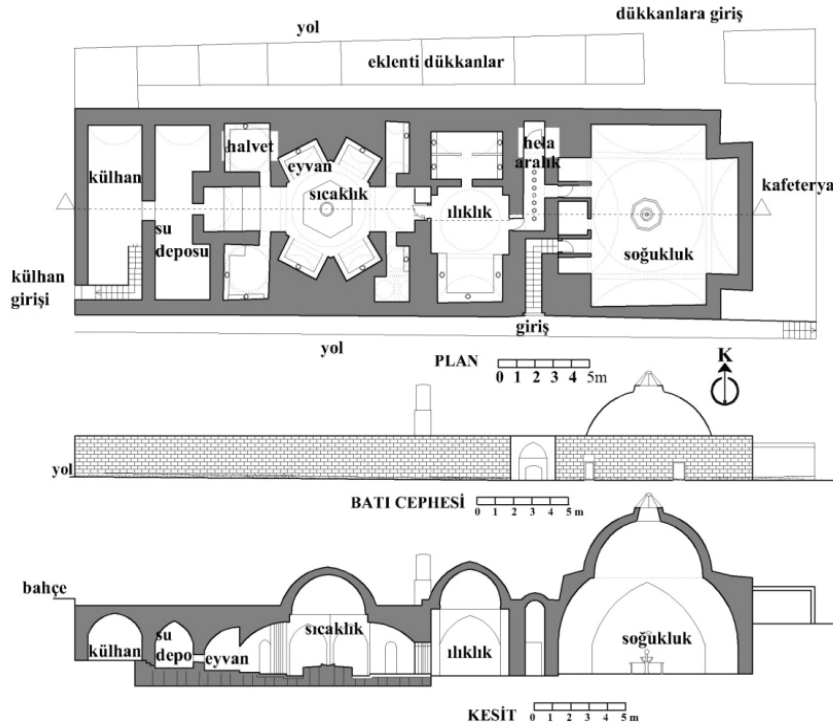 yol
dükkanlara giriş
eklenti dükkanlar
külhan
su
deposu
halvet
eyvan
sıcaklık
ılıklık
hela
aralık
soğukluk
kafeterya
külhan
girişi
giriş
yol
PLAN
0 1 2 3 4 5m
K
yol
BATI CEPHESİ
0 1 2 3 4 5 m
bahçe
külhan
su
depo
eyvan
sıcaklık
ılıklık
soğukluk
KESİT
0 1 2 3 4 5 m